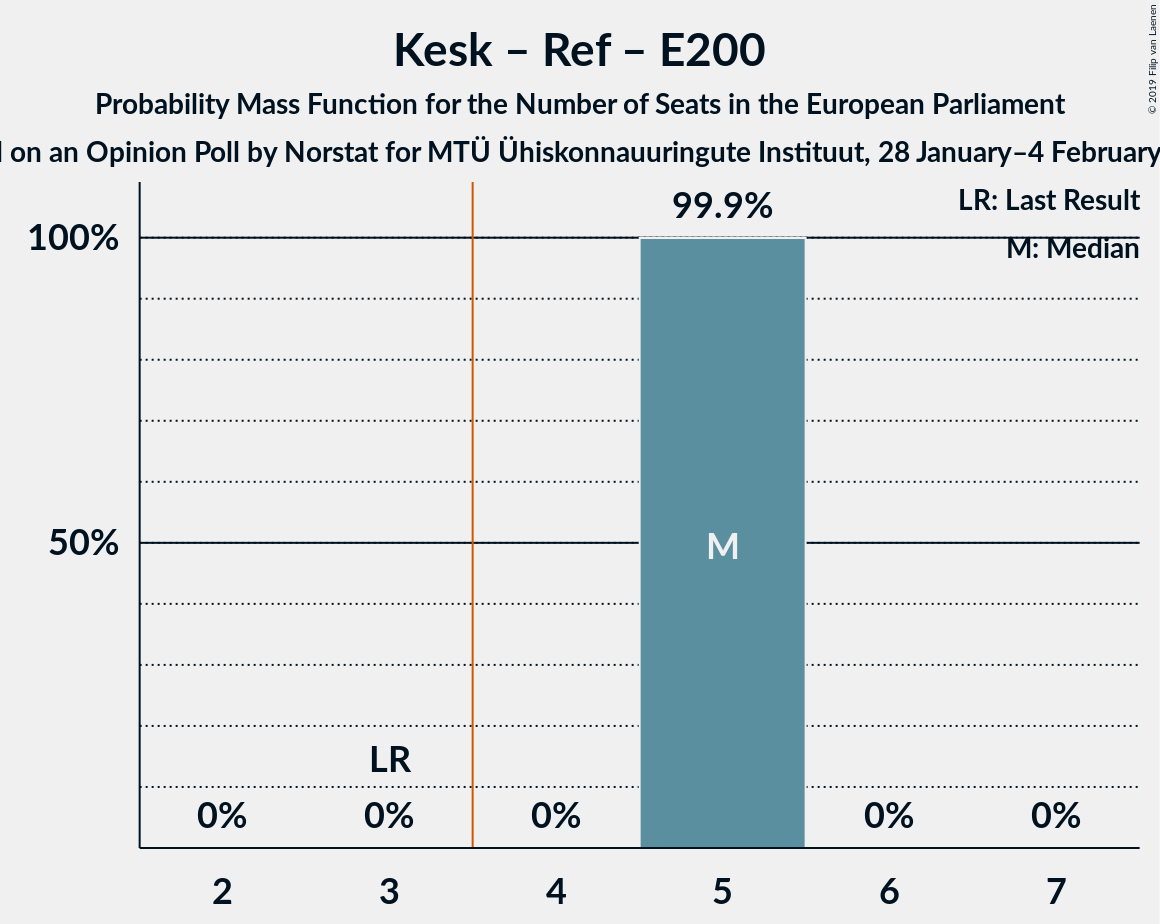 Kesk – Ref – E200
Probability Mass Function for the Number of Seats in the European Parliament
on an Opinion Poll by Norstat for MTÜ Ühiskonnauuringute Instituut, 28 January–4 February
© 2019 Filip van Laenen
LR: Last Result
M: Median
99.9%
100%
50%
M
LR
0% 0% 0% 0% 0%
2 3 4 5 6 7